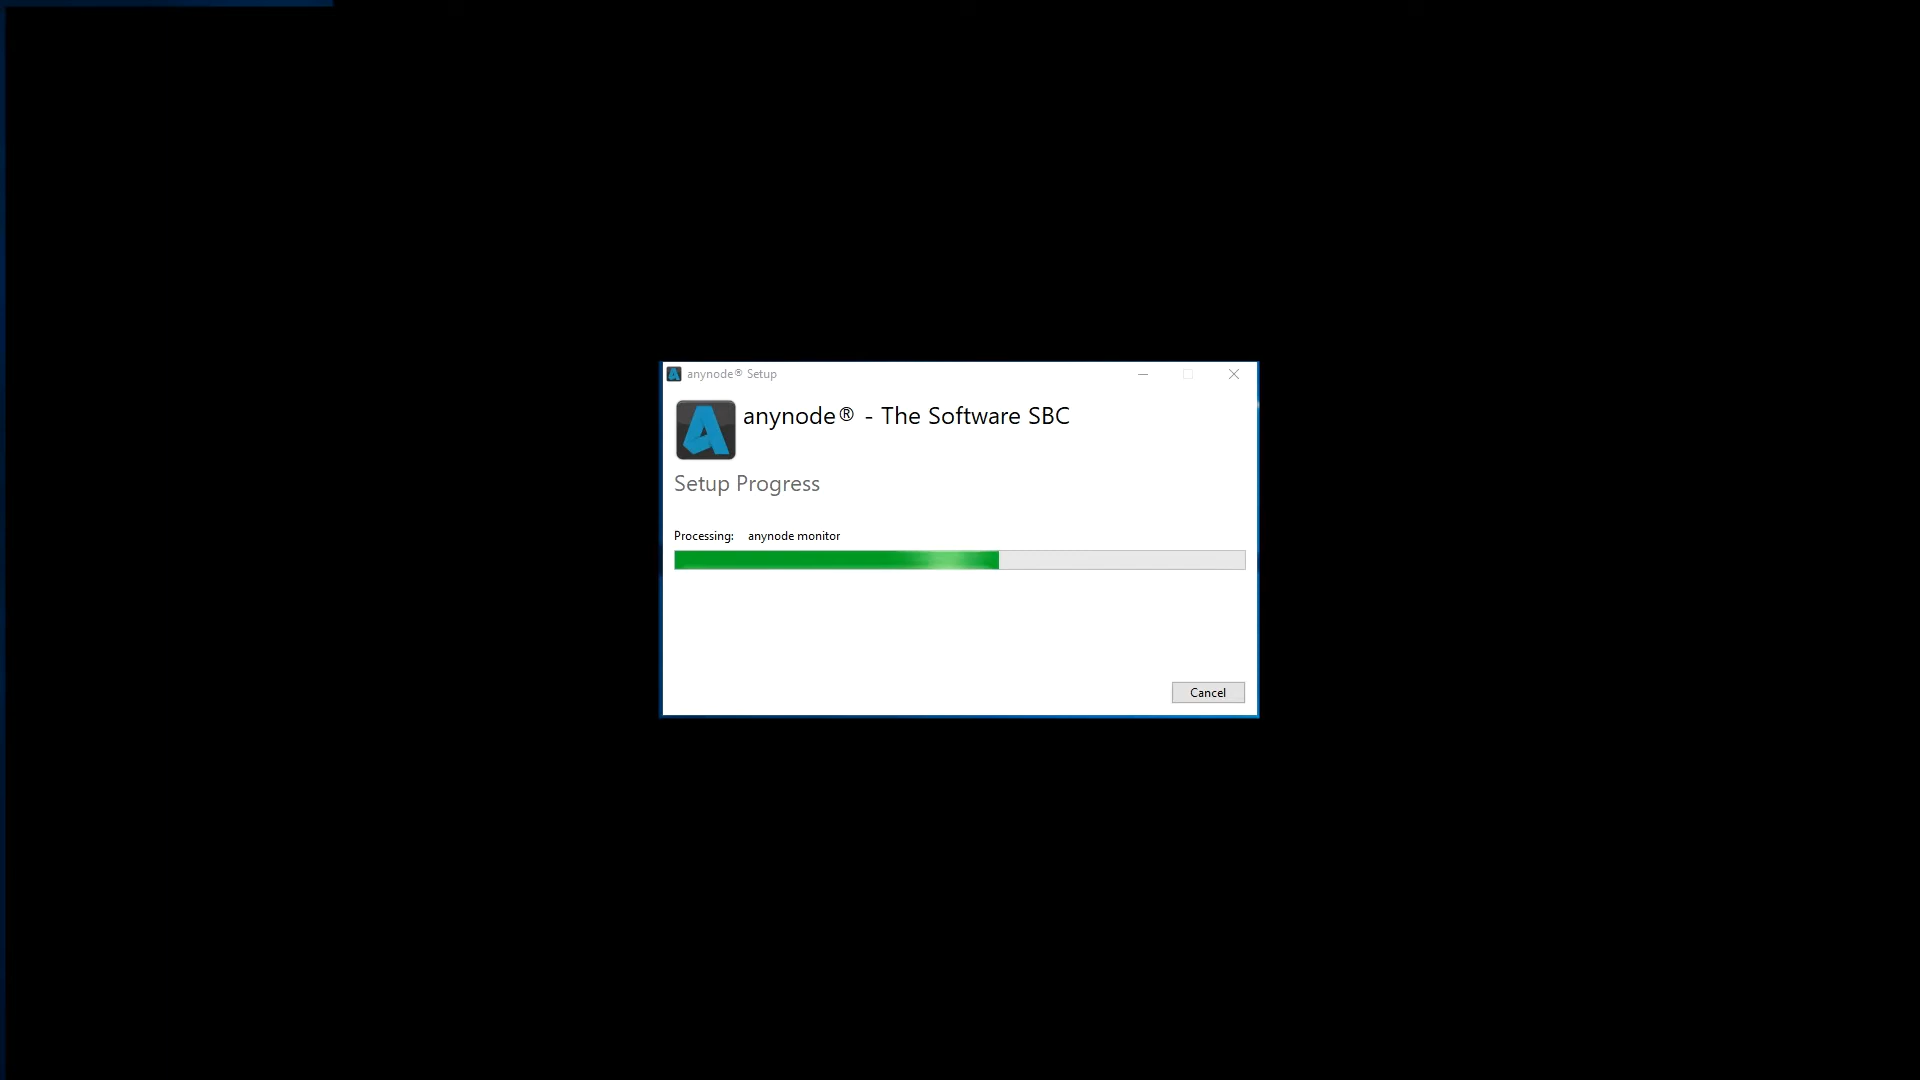 anynode® Setup
anynode® - The Software SBC
Setup Progress
Processing: anynode monitor
Cancel